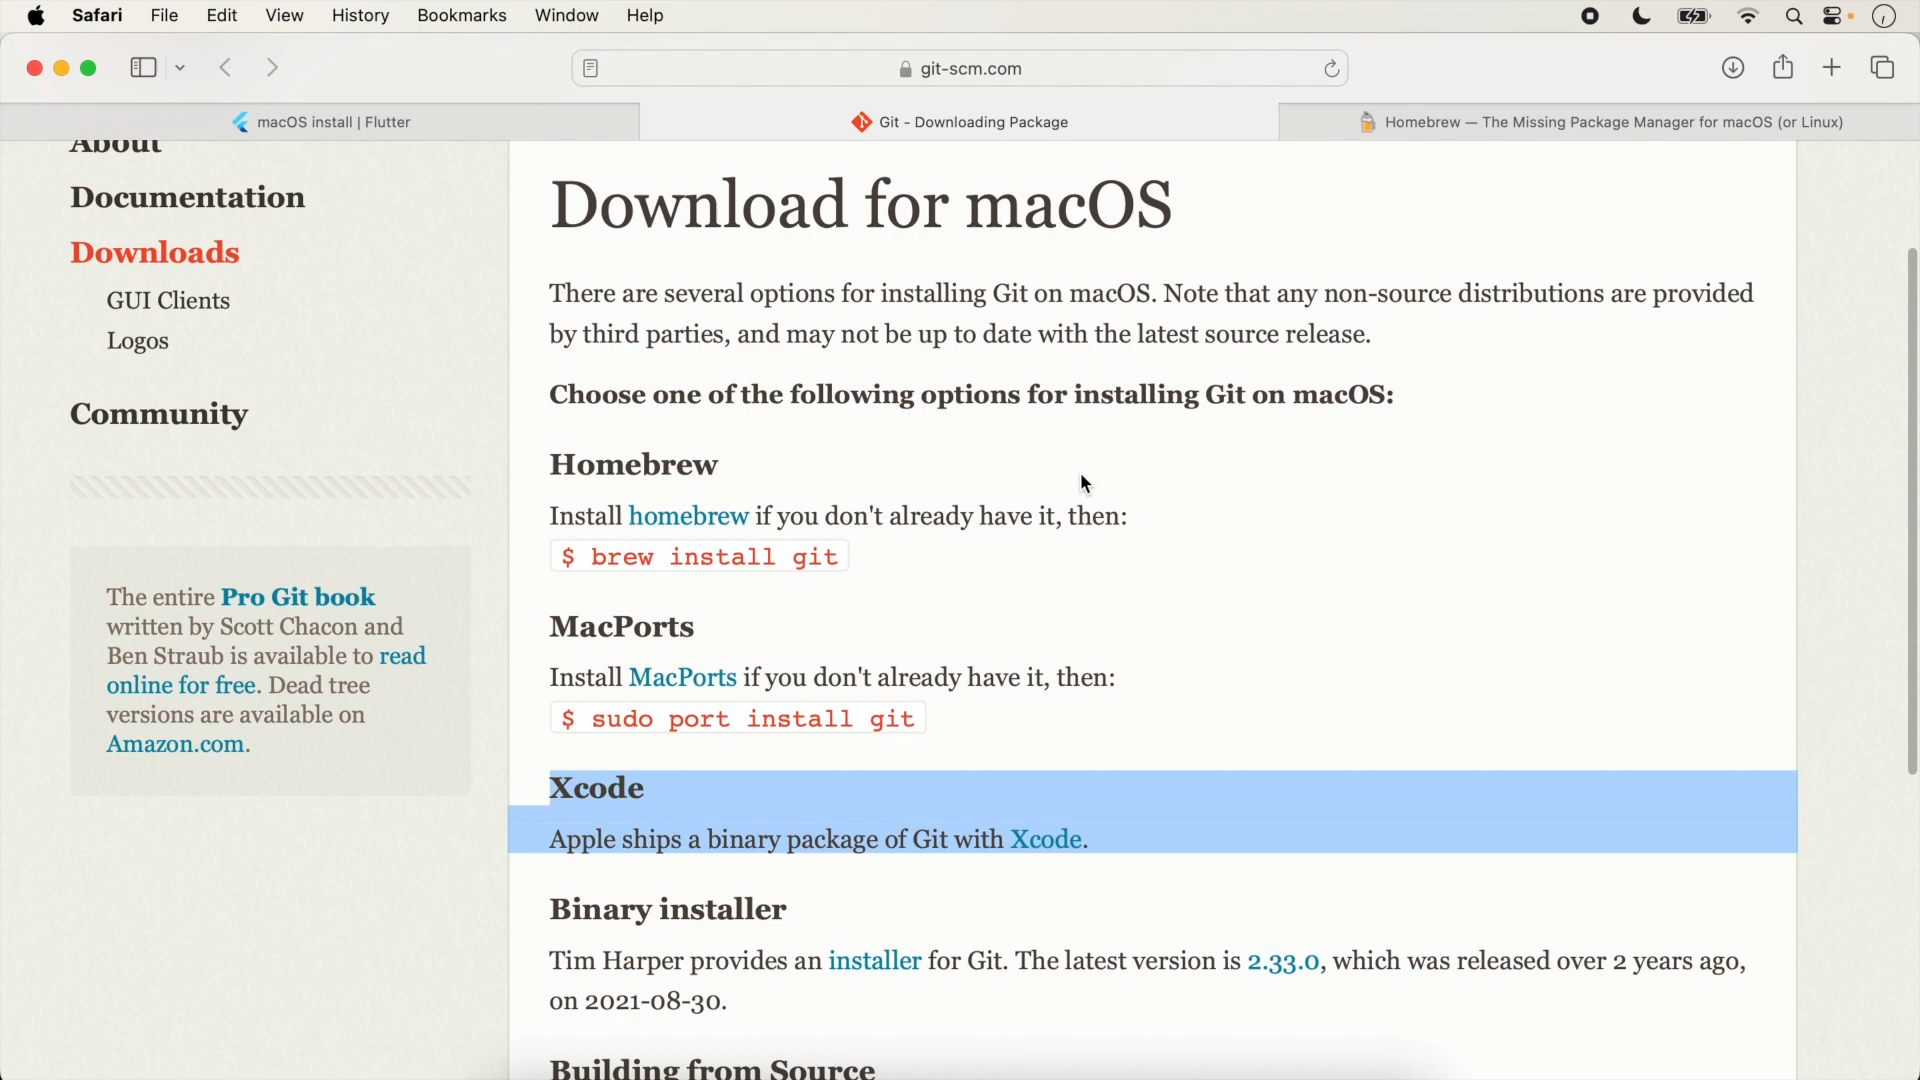 Safari File Edit View History Bookmarks Window Help
git-scm.com
macOS install | Flutter
Git - Downloading Package
Homebrew — The Missing Package Manager for macOS (or Linux)
About
Documentation
Downloads
GUI Clients
Logos
Community
The entire Pro Git book
written by Scott Chacon and
Ben Straub is available to read
online for free. Dead tree
versions are available on
Amazon.com.
Download for macOS
There are several options for installing Git on macOS. Note that any non-source distributions are provided
by third parties, and may not be up to date with the latest source release.
Choose one of the following options for installing Git on macOS:
Homebrew
Install homebrew if you don't already have it, then:
$ brew install git
MacPorts
Install MacPorts if you don't already have it, then:
$ sudo port install git
Xcode
Apple ships a binary package of Git with Xcode.
Binary installer
Tim Harper provides an installer for Git. The latest version is 2.33.0, which was released over 2 years ago,
on 2021-08-30.
Building from Source